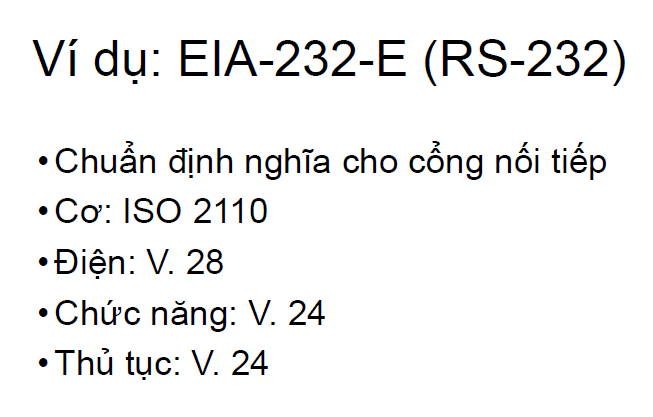 Ví dụ: EIA-232-E (RS-232)
•Chuẩn định nghĩa cho cổng nối tiếp
•Cơ: ISO 2110
•Điện: V. 28
•Chức năng: V. 24
•Thủ tục: V. 24